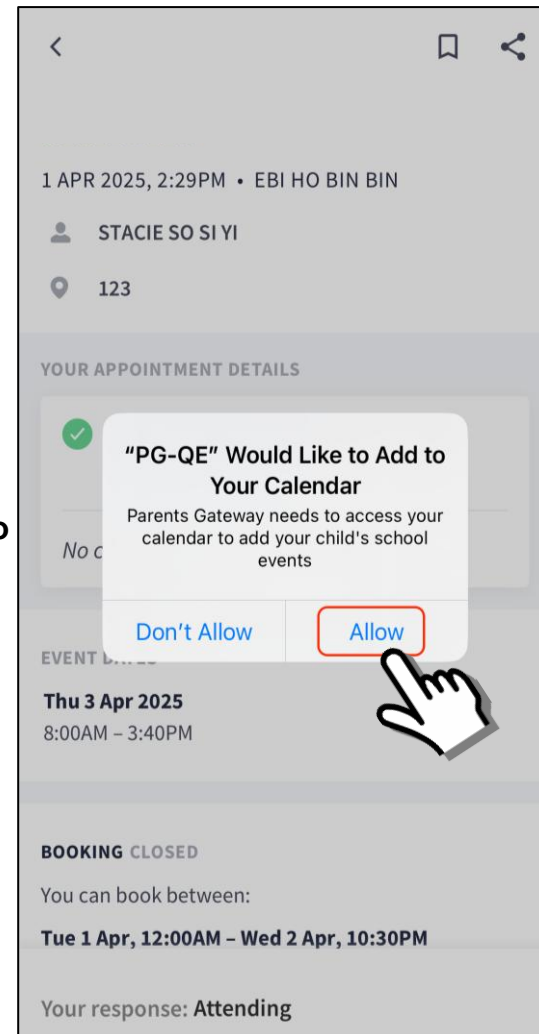 1 APR 2025, 2:29PM • EBI HO BIN BIN
STACIE SO SI YI
123
YOUR APPOINTMENT DETAILS
“PG-QE” Would Like to Add to
Your Calendar
Parents Gateway needs to access your
calendar to add your child's school
events
No c
Don’t Allow
Allow
EVENT
Thu 3 Apr 2025
8:00AM – 3:40PM
BOOKING CLOSED
You can book between:
Tue 1 Apr, 12:00AM – Wed 2 Apr, 10:30PM
Your response: Attending